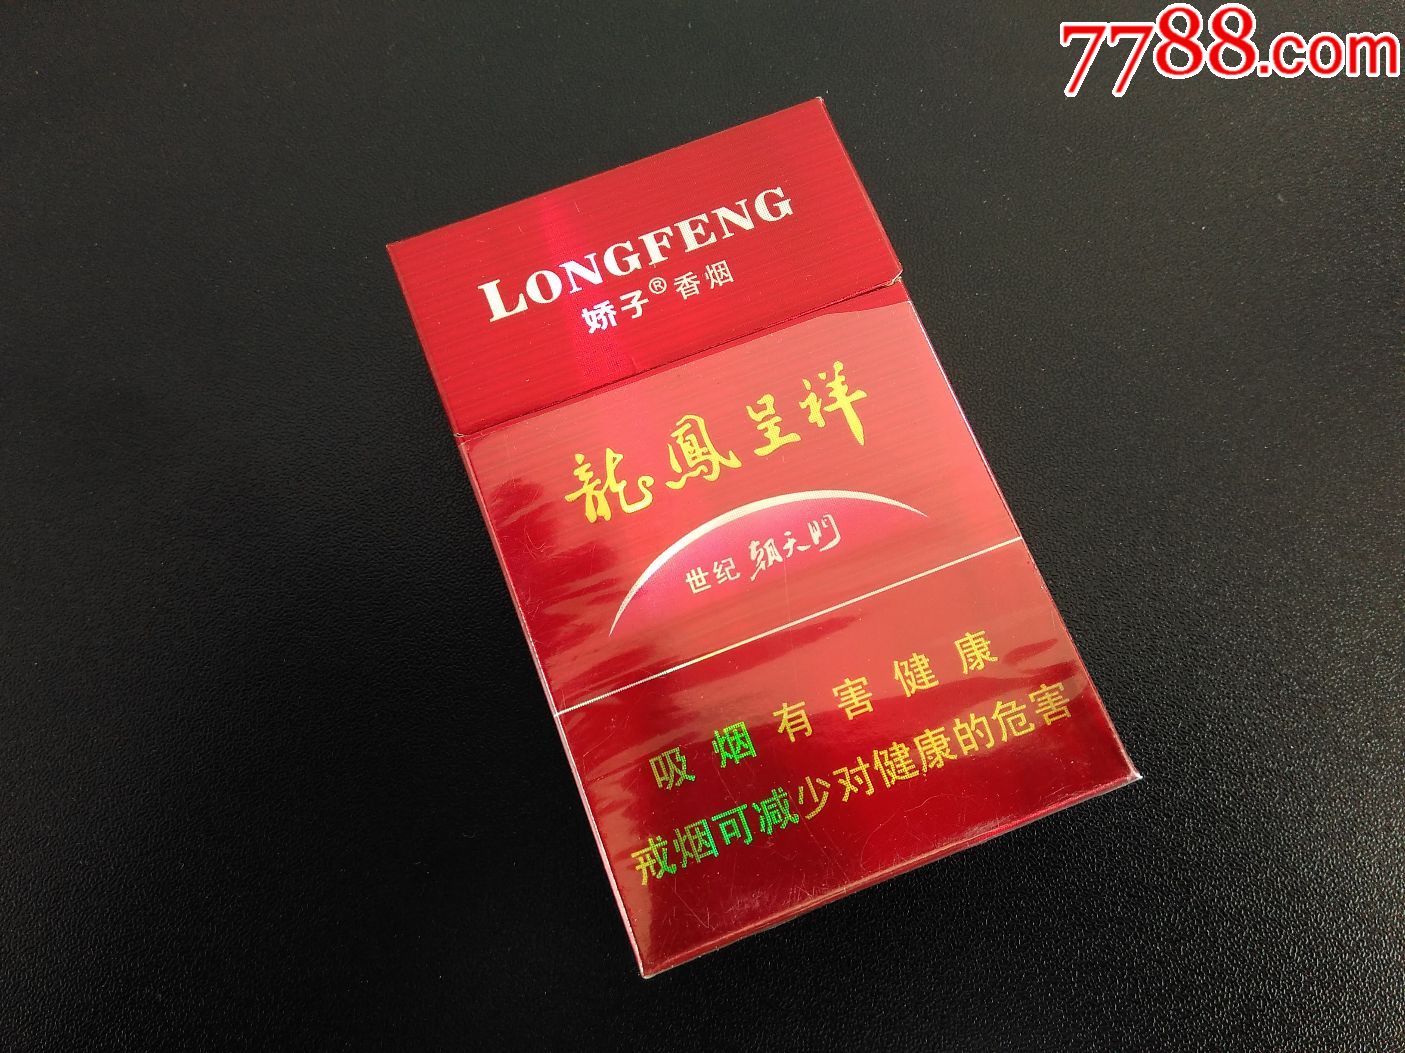 7788.com
LONGFENG
娇子®香烟
龍鳳呈祥
世纪 朝天門
吸烟有害健康
戒烟可减少对健康的危害